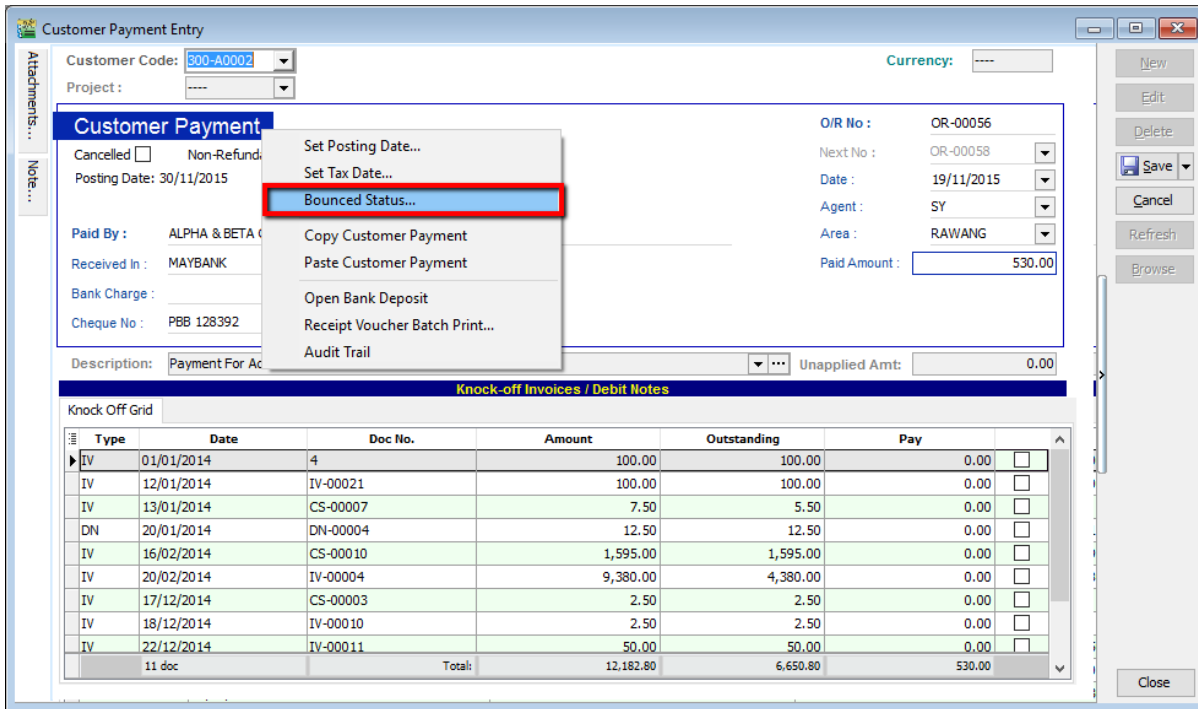 Customer Payment Entry
Attachments...
Note...
Customer Code: 300-A0002
Currency: ----
Project : ----
Customer Payment
Cancelled Non-Refunda
Posting Date: 30/11/2015
Paid By : ALPHA & BETA
Received In : MAYBANK
Bank Charge :
Cheque No : PBB 128392
Set Posting Date...
Set Tax Date...
Bounced Status...
Copy Customer Payment
Paste Customer Payment
Open Bank Deposit
Receipt Voucher Batch Print...
Audit Trail
O/R No : OR-00056
Next No : OR-00058
Date : 19/11/2015
Agent : SY
Area : RAWANG
Paid Amount : 530.00
Description: Payment For Ac
Unapplied Amt: 0.00
Knock-off Invoices / Debit Notes
Knock Off Grid
Type Date Doc No. Amount Outstanding Pay
IV 01/01/2014 4 100.00 100.00 0.00
IV 12/01/2014 IV-00021 100.00 100.00 0.00
IV 13/01/2014 CS-00007 7.50 5.50 0.00
DN 20/01/2014 DN-00004 12.50 12.50 0.00
IV 16/02/2014 CS-00010 1,595.00 1,595.00 0.00
IV 20/02/2014 IV-00004 9,380.00 4,380.00 0.00
IV 17/12/2014 CS-00003 2.50 2.50 0.00
IV 18/12/2014 IV-00010 2.50 2.50 0.00
IV 22/12/2014 IV-00011 50.00 50.00 0.00
11 doc Total: 12,182.80 6,650.80 530.00
New
Edit
Delete
Save
Cancel
Refresh
Browse
Close